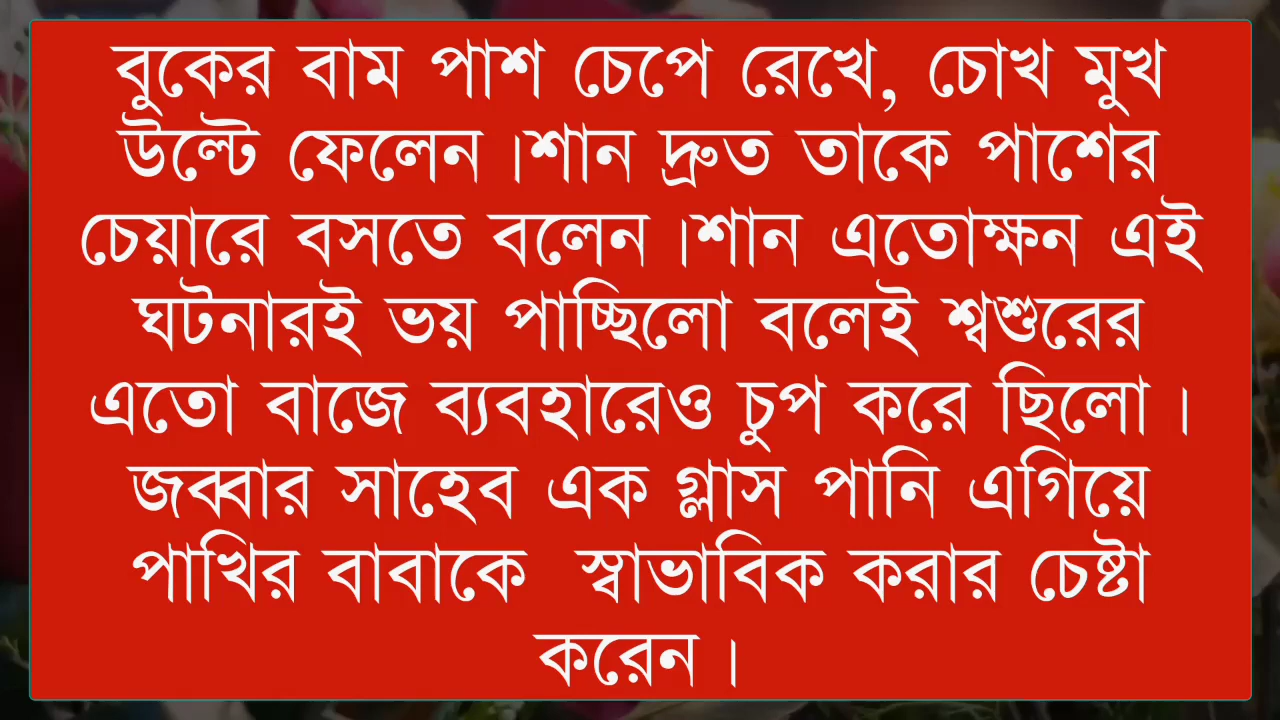 বুকের বাম পাশ চেপে রেখে, চোখ মুখ
উল্টে ফেলেন।শান দ্রুত তাকে পাশের
চেয়ারে বসতে বলেন।শান এতোক্ষন এই
ঘটনারই ভয় পাচ্ছিলো বলেই শ্বশুরের
এতো বাজে ব্যবহারেও চুপ করে ছিলো।
জব্বার সাহেব এক গ্লাস পানি এগিয়ে
পাখির বাবাকে স্বাভাবিক করার চেষ্টা
করেন।